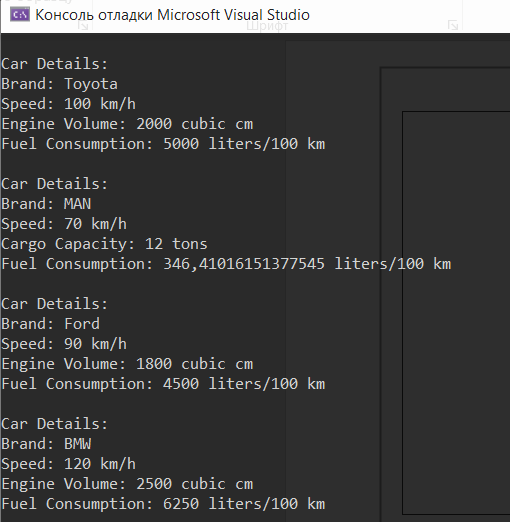 Консоль отладки Microsoft Visual Studio
Шрифт
Car Details:
Brand: Toyota
Speed: 100 km/h
Engine Volume: 2000 cubic cm
Fuel Consumption: 5000 liters/100 km
Car Details:
Brand: MAN
Speed: 70 km/h
Cargo Capacity: 12 tons
Fuel Consumption: 346,41016151377545 liters/100 km
Car Details:
Brand: Ford
Speed: 90 km/h
Engine Volume: 1800 cubic cm
Fuel Consumption: 4500 liters/100 km
Car Details:
Brand: BMW
Speed: 120 km/h
Engine Volume: 2500 cubic cm
Fuel Consumption: 6250 liters/100 km